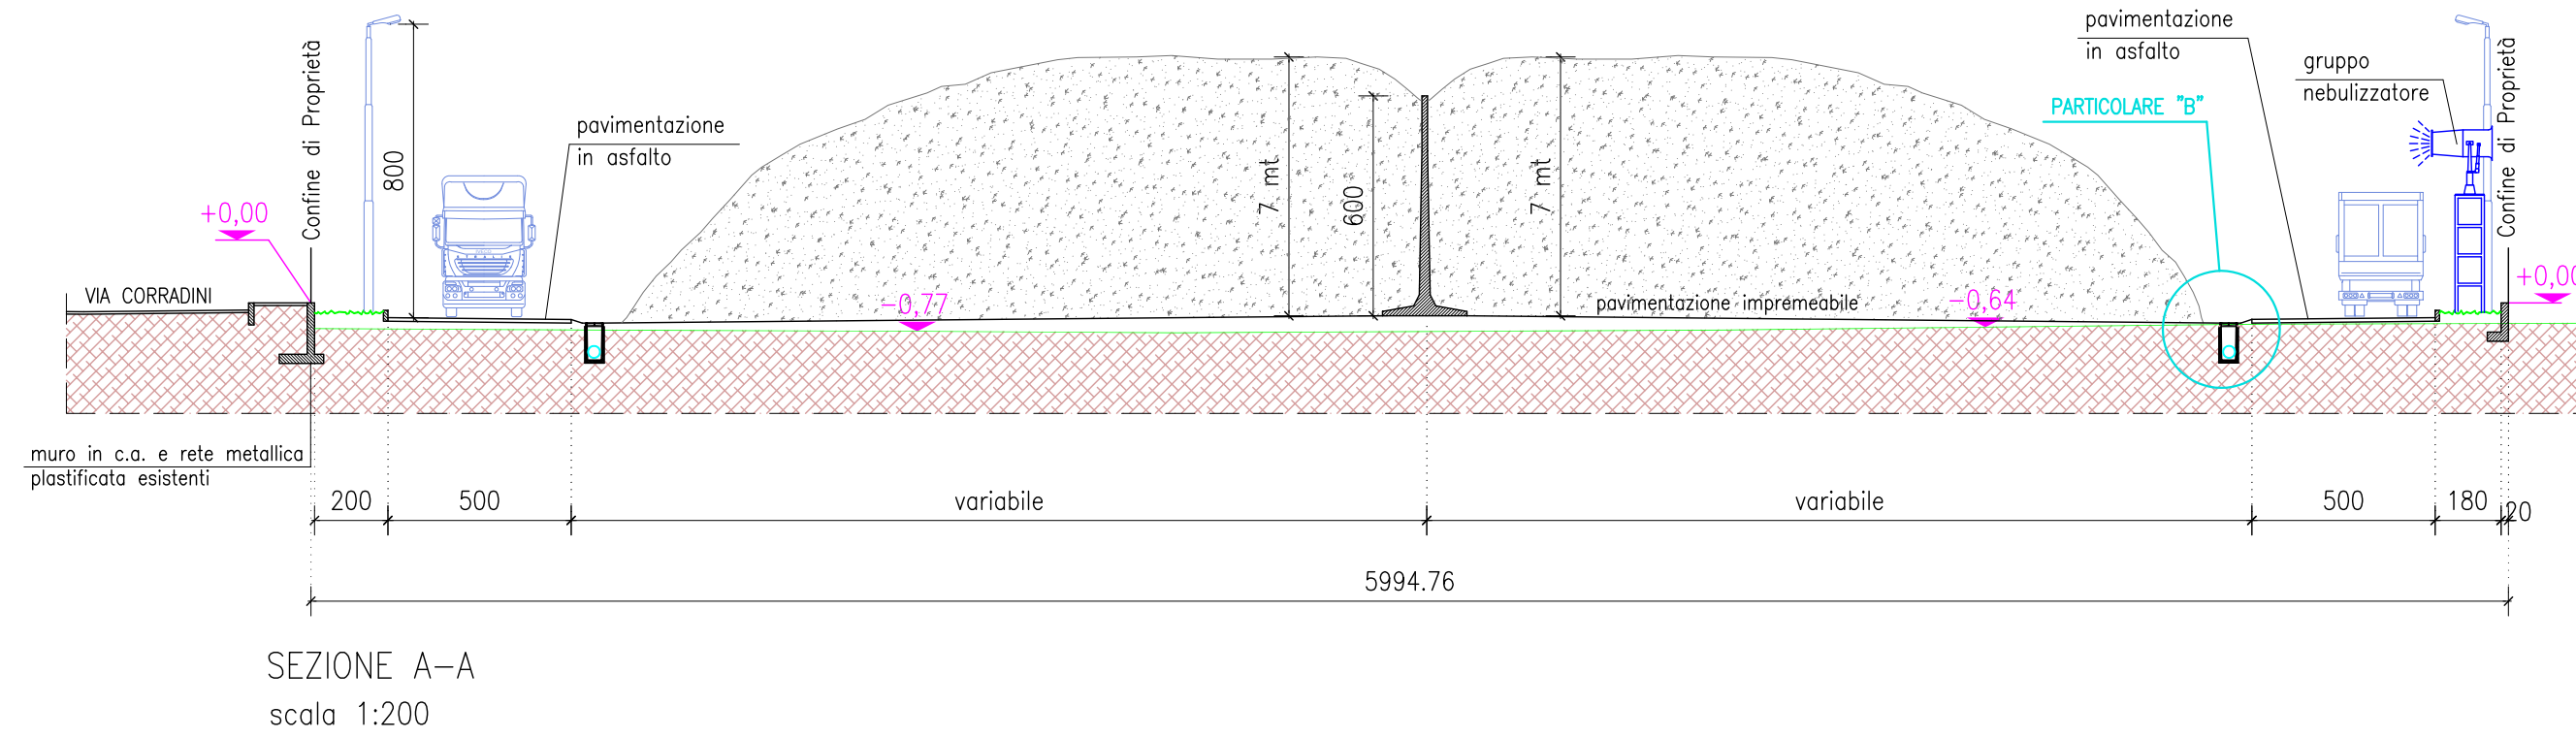 pavimentazione
in asfalto
gruppo
nebulizzatore
Confine di Proprietà
Confine di Proprietà
PARTICOLARE "B"
pavimentazione
in asfalto
800
7 mt
600
7 mt
+0,00
+0,00
VIA CORRADINI
-0,77
pavimentazione impremeabile
-0,64
muro in c.a. e rete metallica
plastificata esistenti
200
500
variabile
variabile
500
180
20
5994.76
SEZIONE A-A
scala 1:200